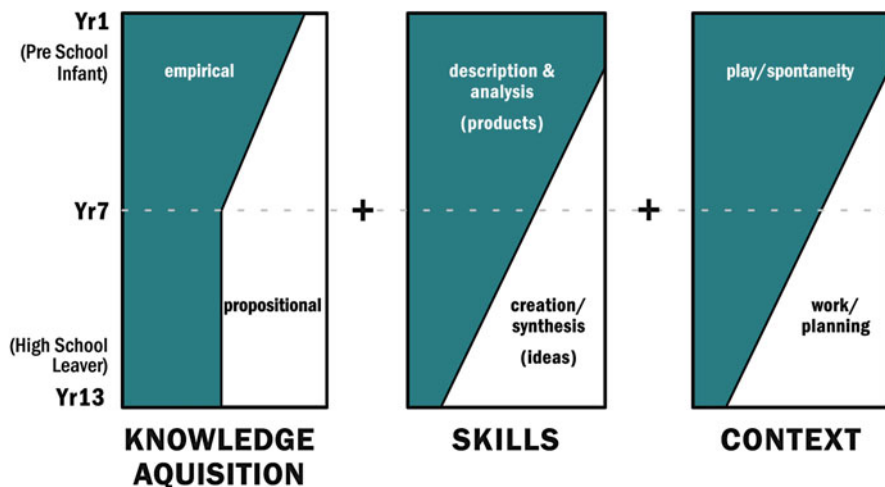 Yr1
(Pre School
Infant)
empirical
description &
analysis
(products)
play/spontaneity
Yr7
+
+
propositional
creation/
synthesis
(ideas)
work/
planning
(High School
Leaver)
Yr13
KNOWLEDGE
AQUISITION
SKILLS
CONTEXT